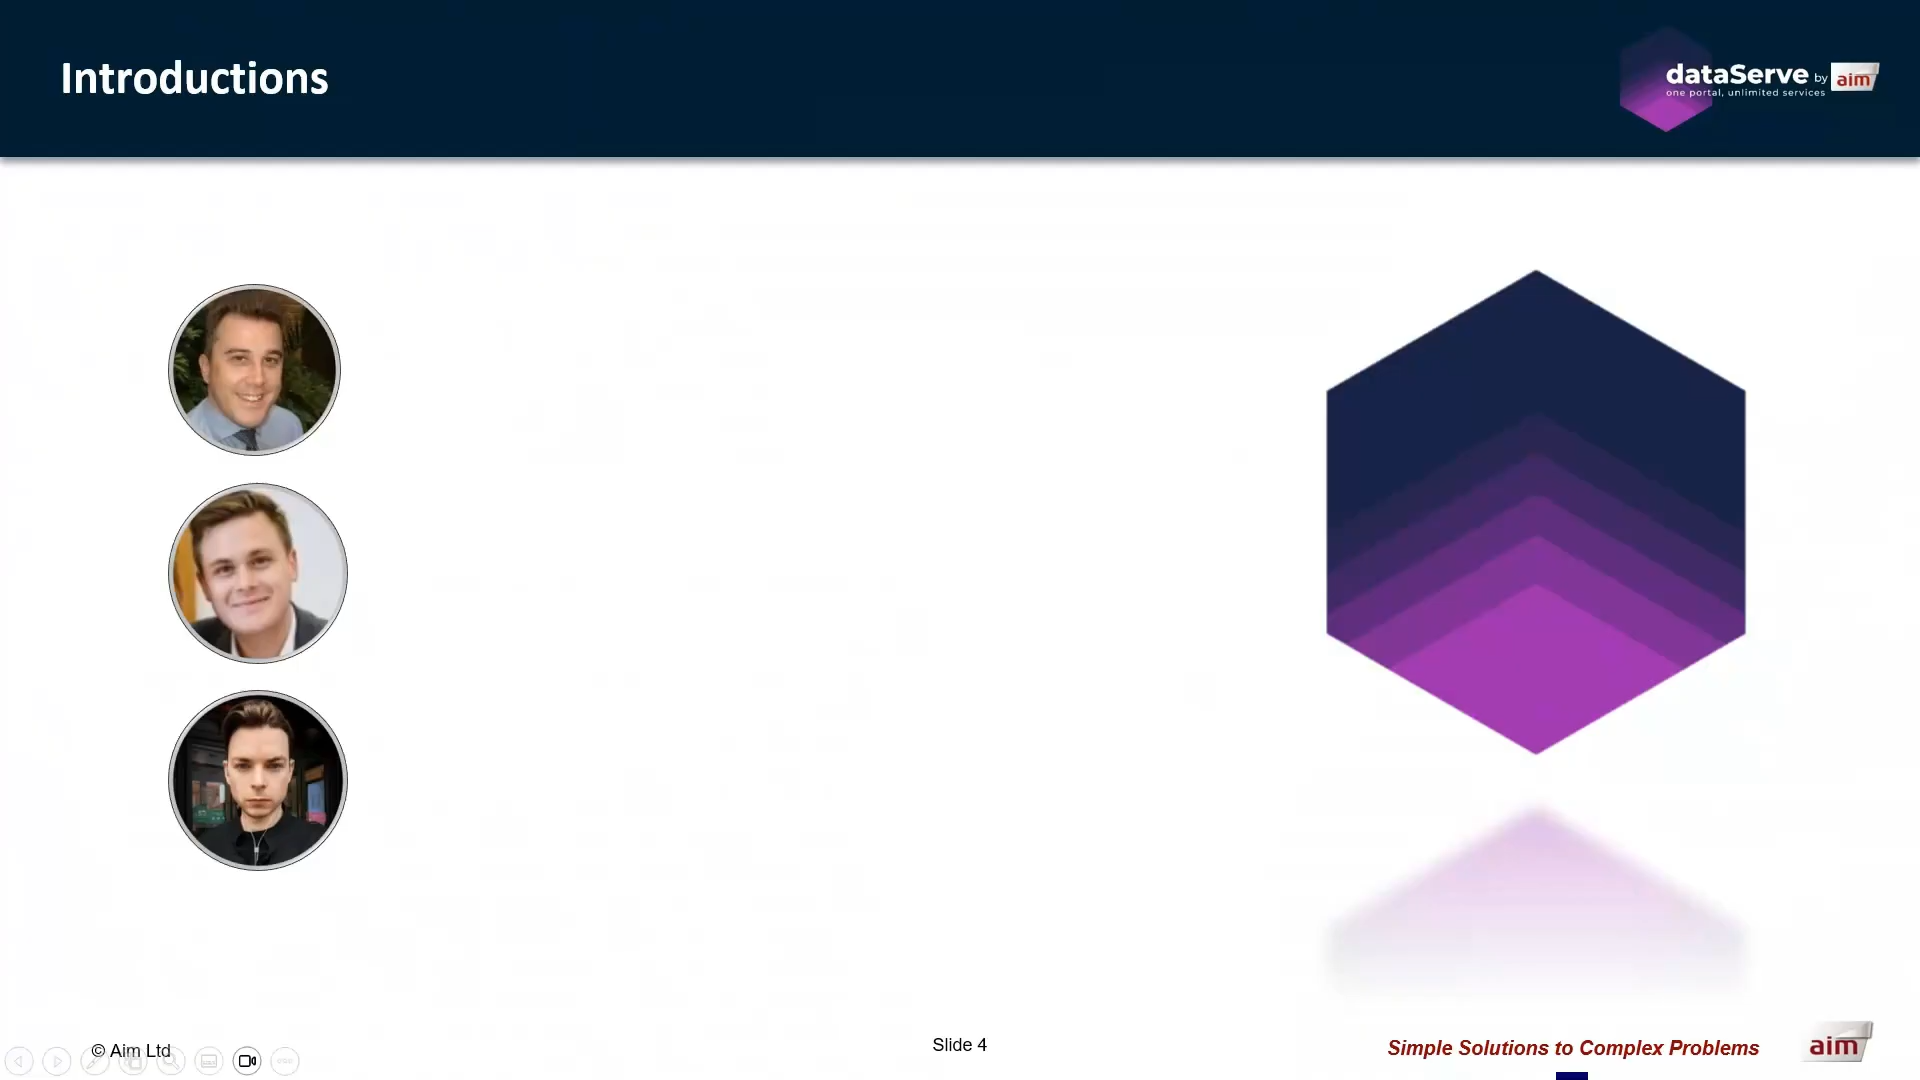 Introductions
dataServe by aim
one portal, unlimited services
© Aim Ltd
Slide 4
Simple Solutions to Complex Problems
aim